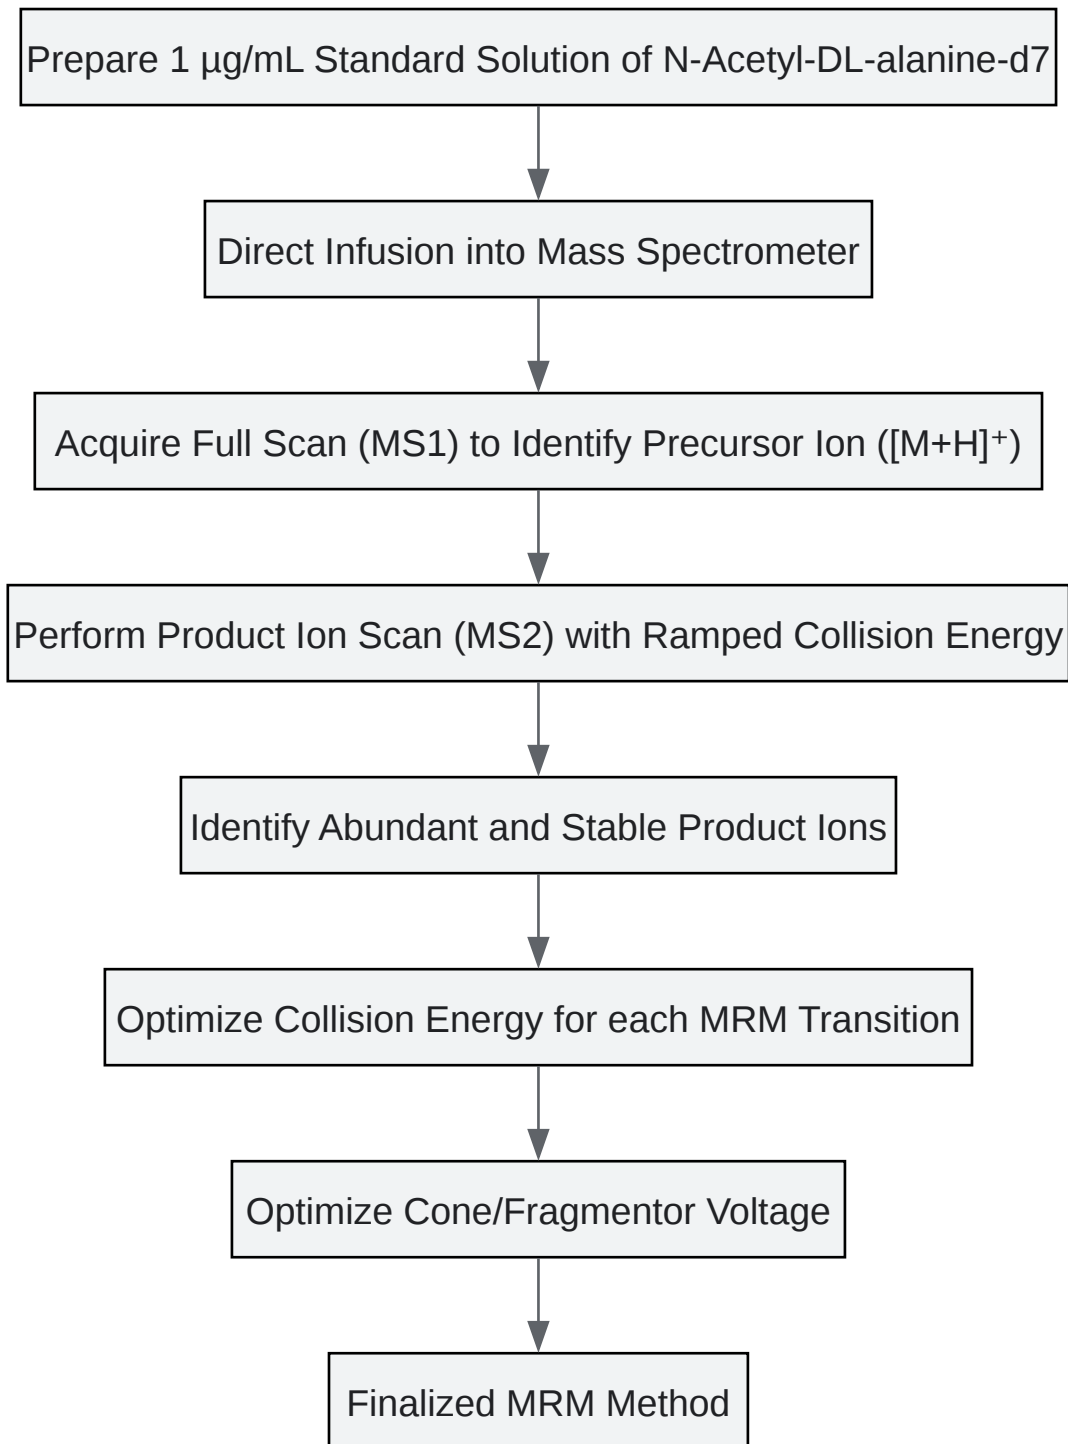 Prepare 1 µg/mL Standard Solution of N-Acetyl-DL-alanine-d7
Direct Infusion into Mass Spectrometer
Acquire Full Scan (MS1) to Identify Precursor Ion ([M+H]⁺)
Perform Product Ion Scan (MS2) with Ramped Collision Energy
Identify Abundant and Stable Product Ions
Optimize Collision Energy for each MRM Transition
Optimize Cone/Fragmentor Voltage
Finalized MRM Method